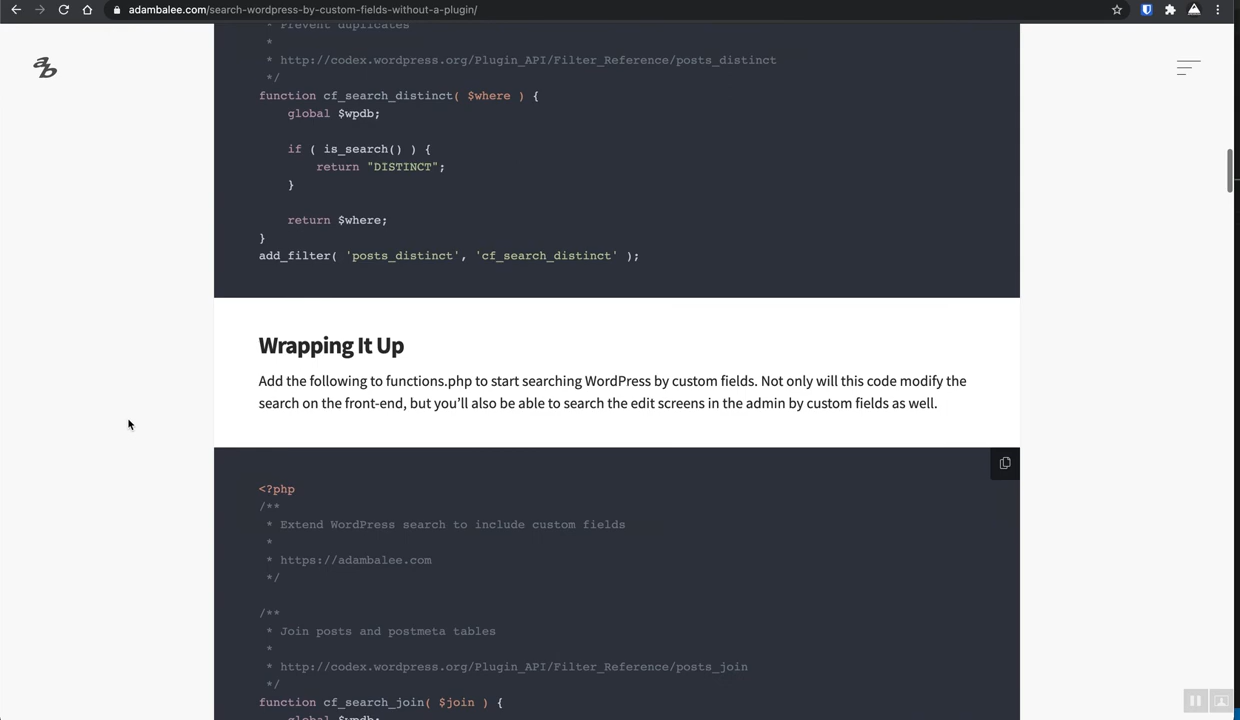 adambalee.com/search-wordpress-by-custom-fields-without-a-plugin/
* Prevent duplicates
*
* http://codex.wordpress.org/Plugin_API/Filter_Reference/posts_distinct
*/
function cf_search_distinct( $where ) {
global $wpdb;
if ( is_search() ) {
return "DISTINCT";
}
return $where;
}
add_filter( 'posts_distinct', 'cf_search_distinct' );
Wrapping It Up
Add the following to functions.php to start searching WordPress by custom fields. Not only will this code modify the
search on the front-end, but you’ll also be able to search the edit screens in the admin by custom fields as well.
<?php
/**
* Extend WordPress search to include custom fields
*
* https://adambalee.com
*/
/**
* Join posts and postmeta tables
*
* http://codex.wordpress.org/Plugin_API/Filter_Reference/posts_join
*/
function cf_search_join( $join ) {
global $wpdb;